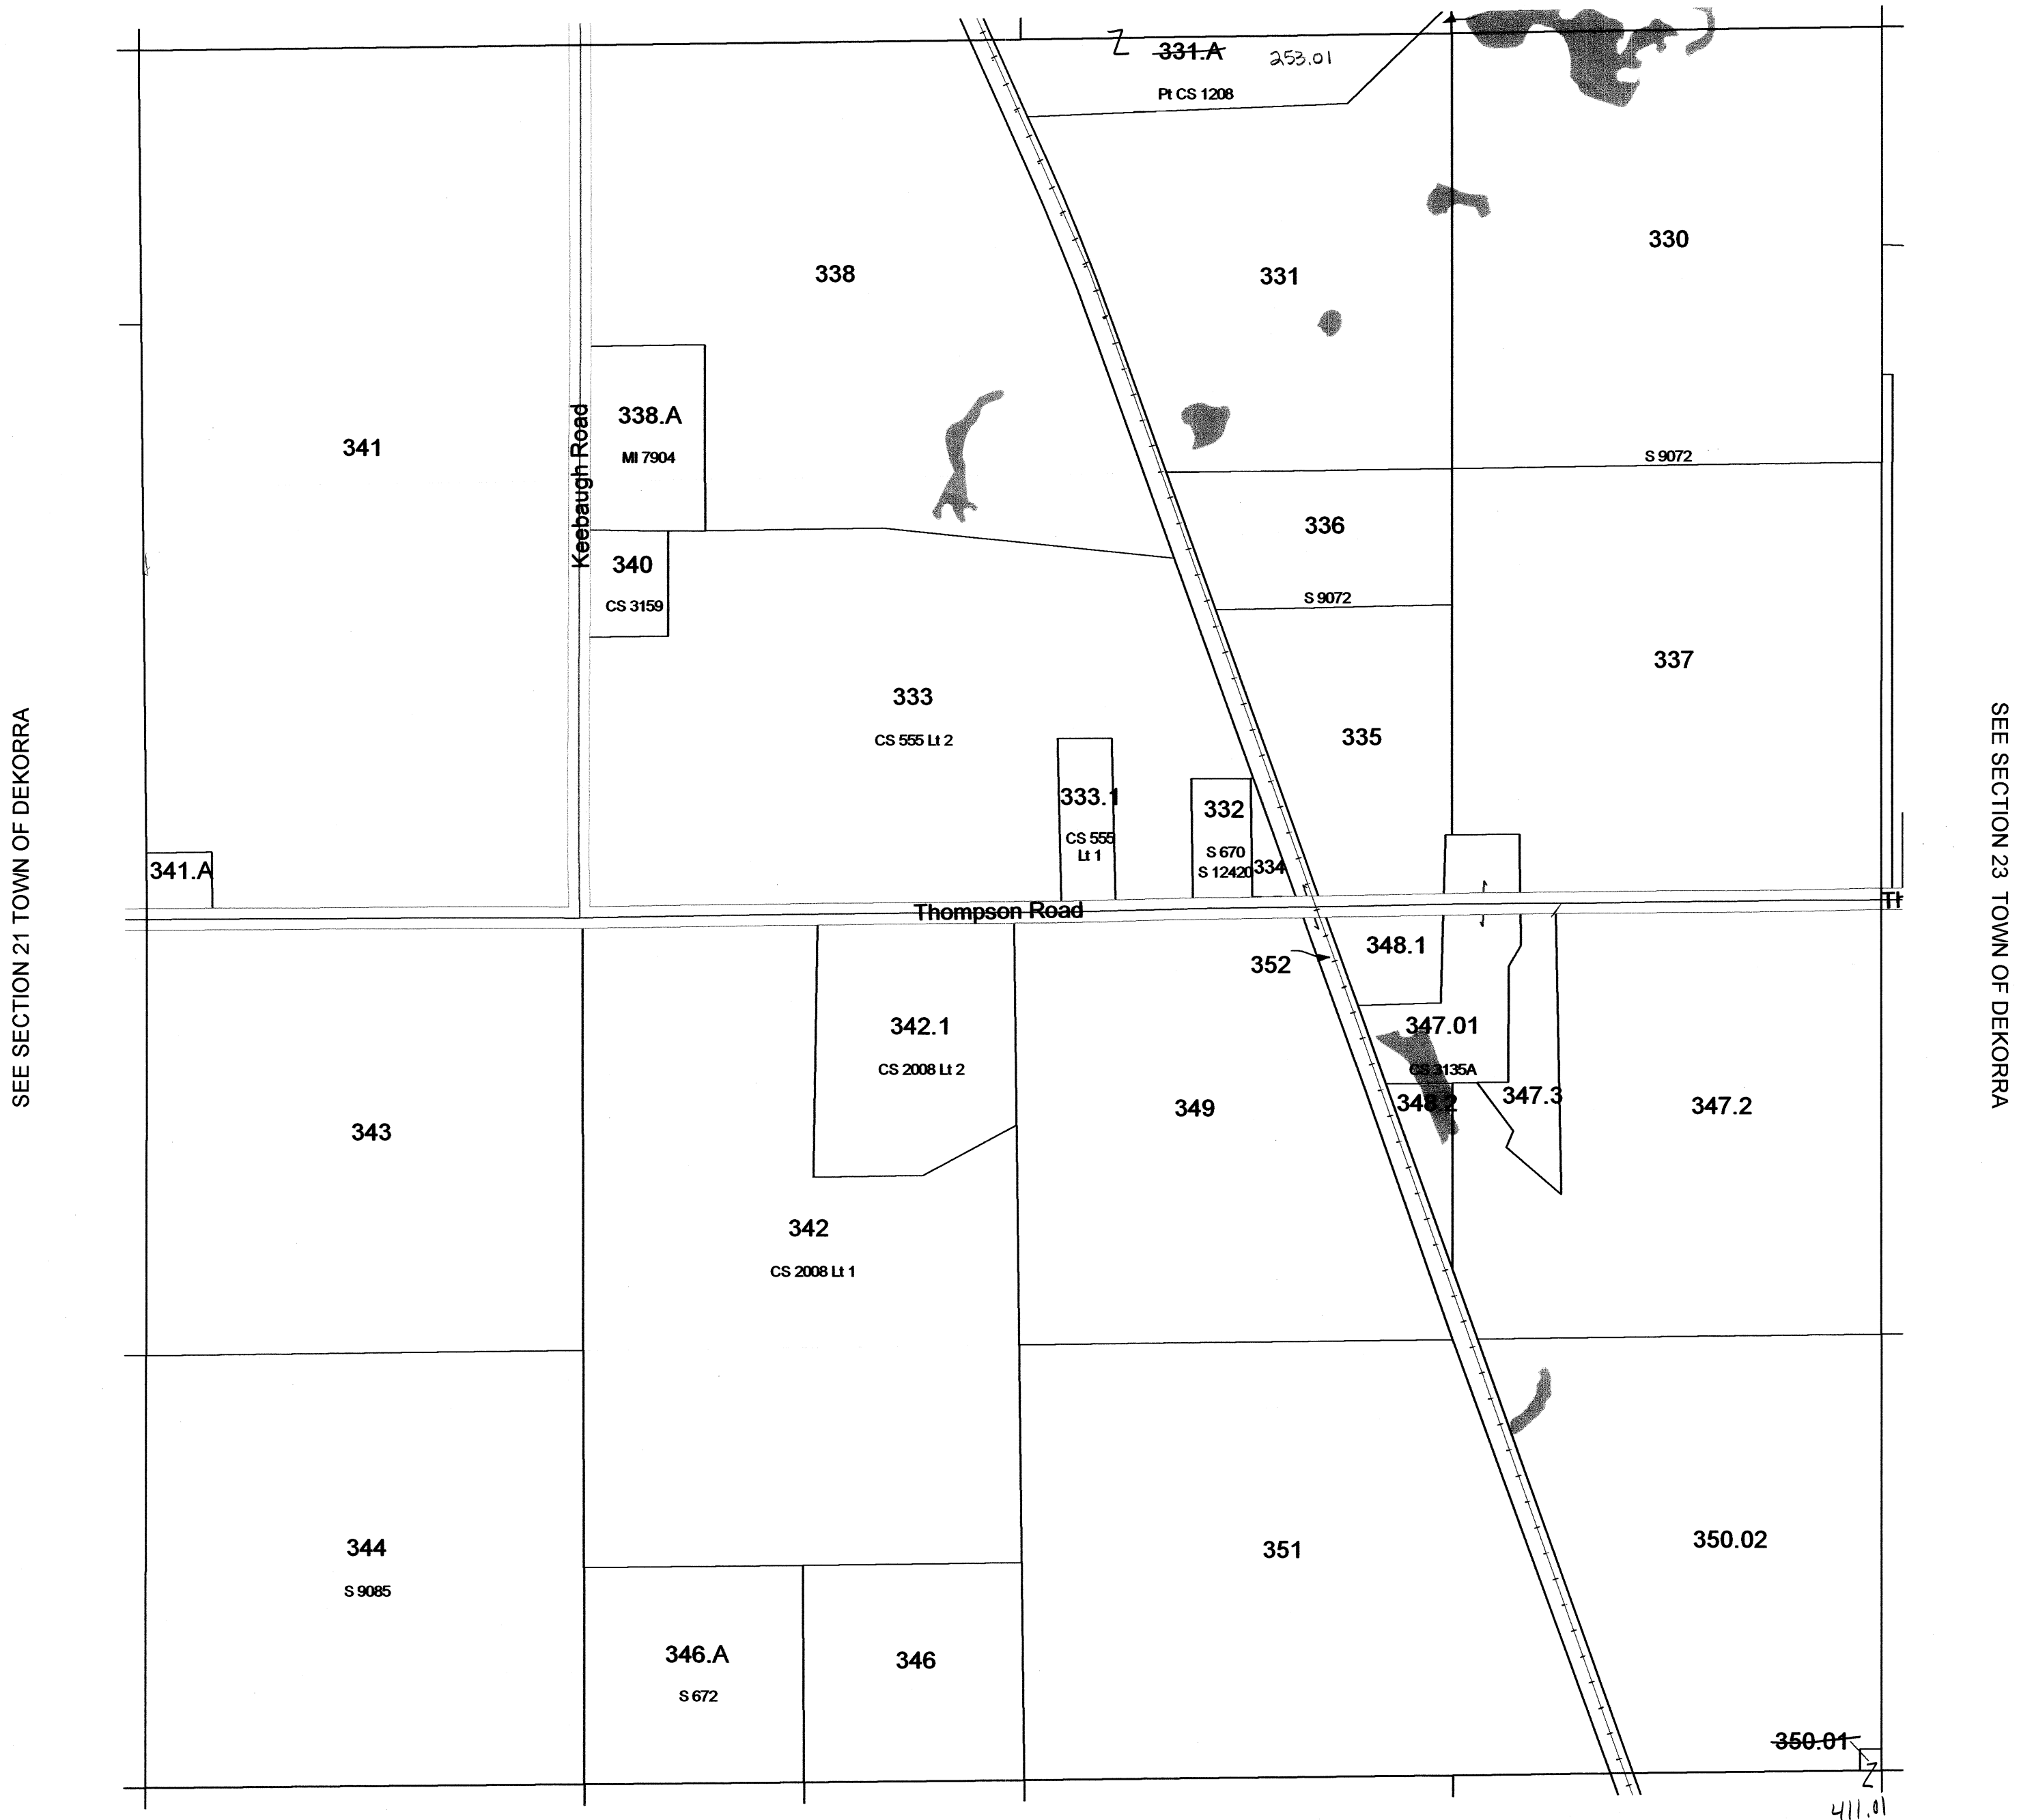 331.A 253.01
Pt CS 1208
330
338
331
338.A
MI 7904
341
Keebaugh Road
S 9072
336
340
CS 3159
S 9072
337
333
CS 555 Lt 2
335
333.1
CS 555
Lt 1
332
S 670
S 12420
334
341.A
SEE SECTION 21 TOWN OF DEKORRA
SEE SECTION 23 TOWN OF DEKORRA
Thompson Road
348.1
352
342.1
CS 2008 Lt 2
347.01
CS 3135A
348.2
347.3
347.2
349
343
342
CS 2008 Lt 1
344
S 9085
351
350.02
346.A
S 672
346
350.01
411.01